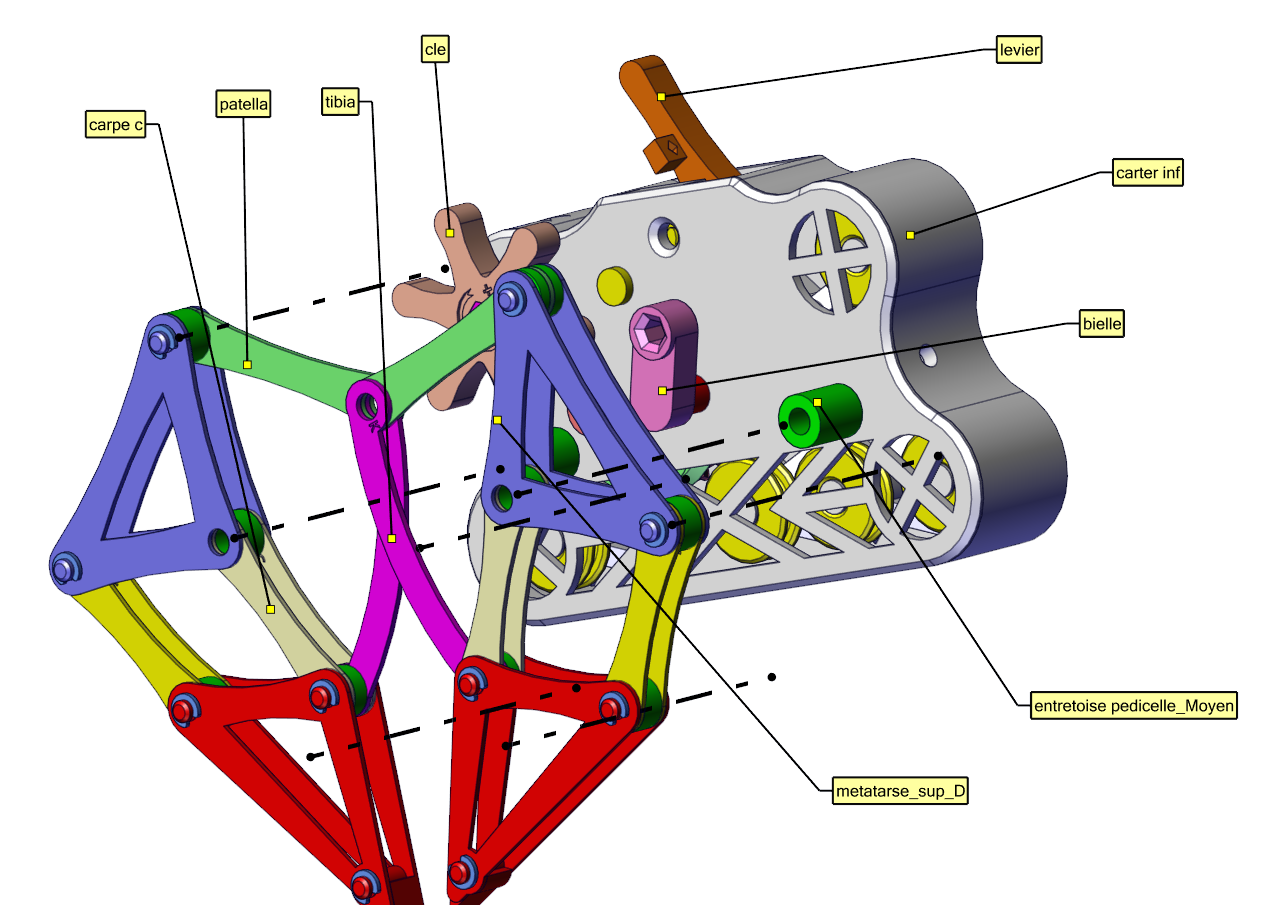 cle
levier
patella
tibia
carpe c
carter inf
bielle
entretoise pedicelle_Moyen
metatarse_sup_D